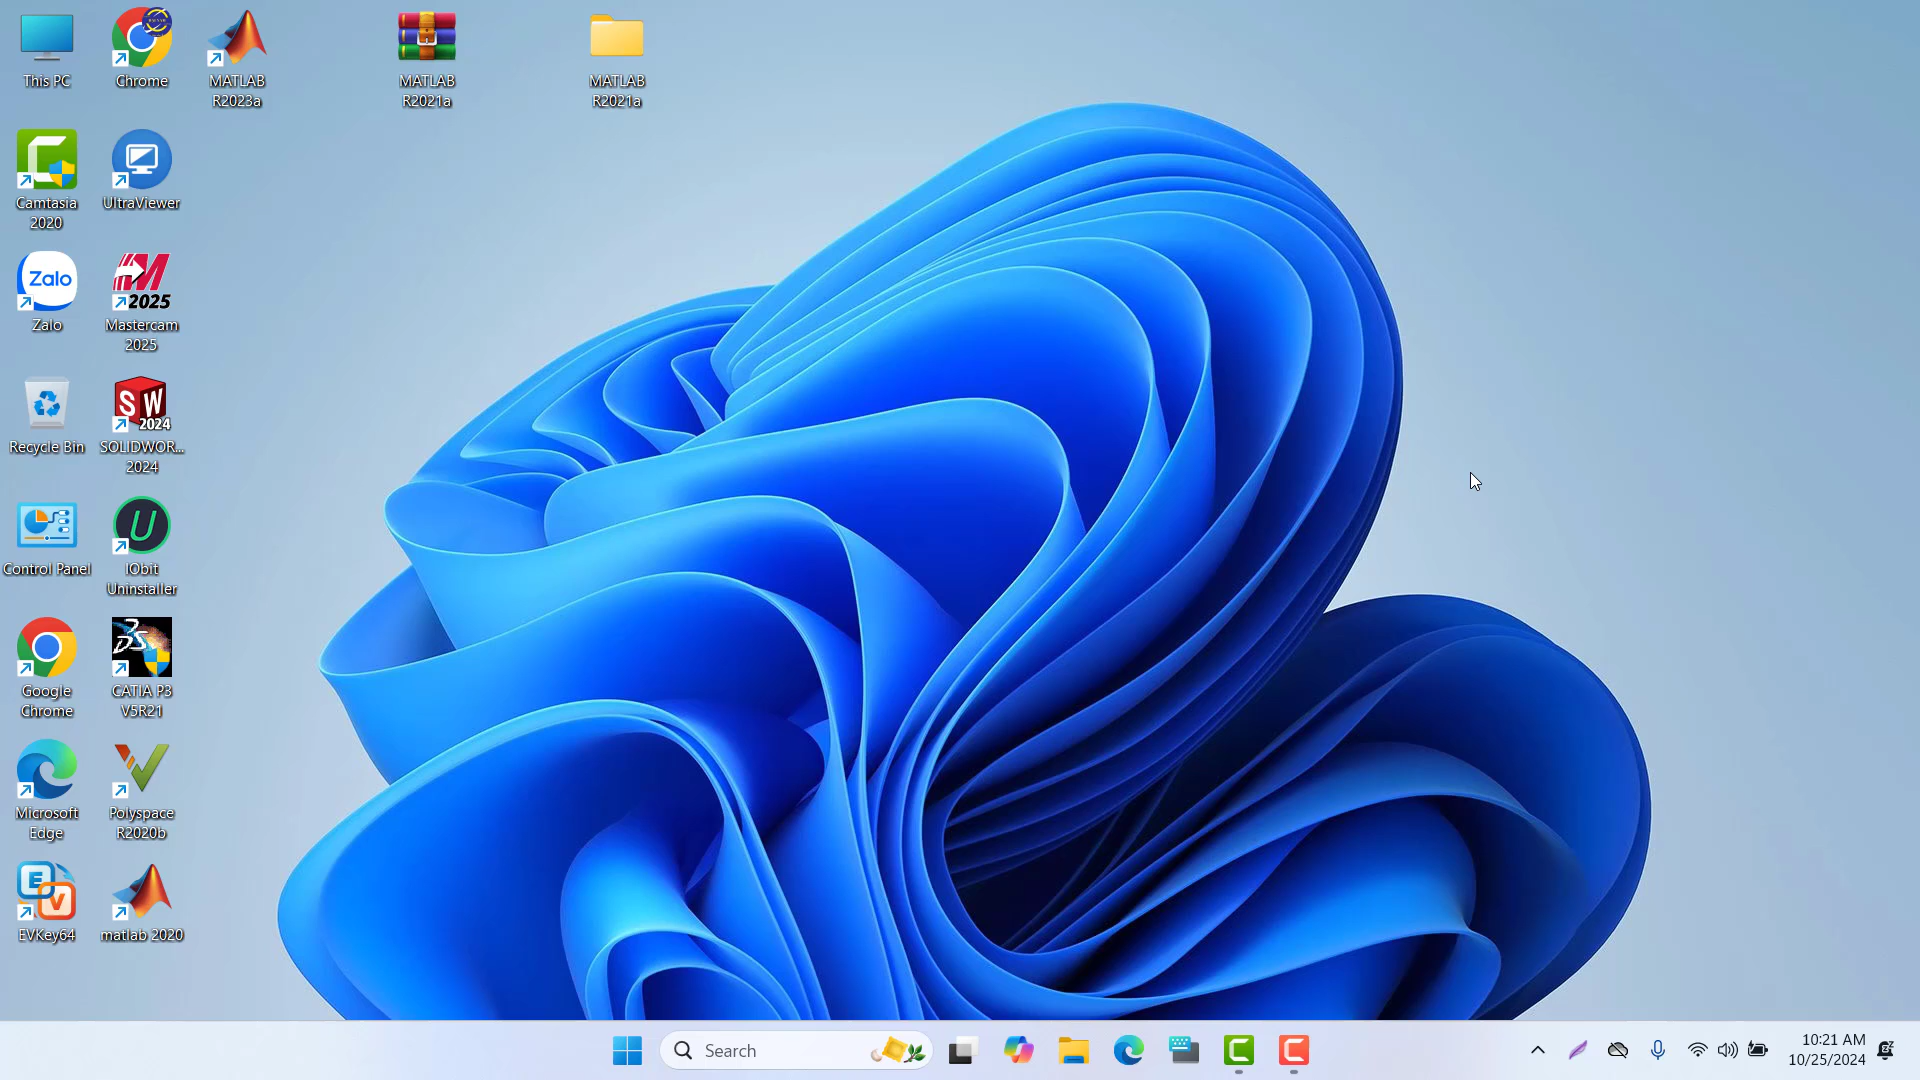 This PC
Chrome
MATLAB
R2023a
MATLAB
R2021a
MATLAB
R2021a
Camtasia
2020
UltraViewer
Zalo
Zalo
2025
Mastercam
2025
Recycle Bin
SW
2024
SOLIDWOR...
2024
Control Panel
U
IObit
Uninstaller
Google
Chrome
CATIA P3
V5R21
Microsoft
Edge
Polyspace
R2020b
E
V
EVKey64
matlab 2020
Search
10:21 AM
10/25/2024